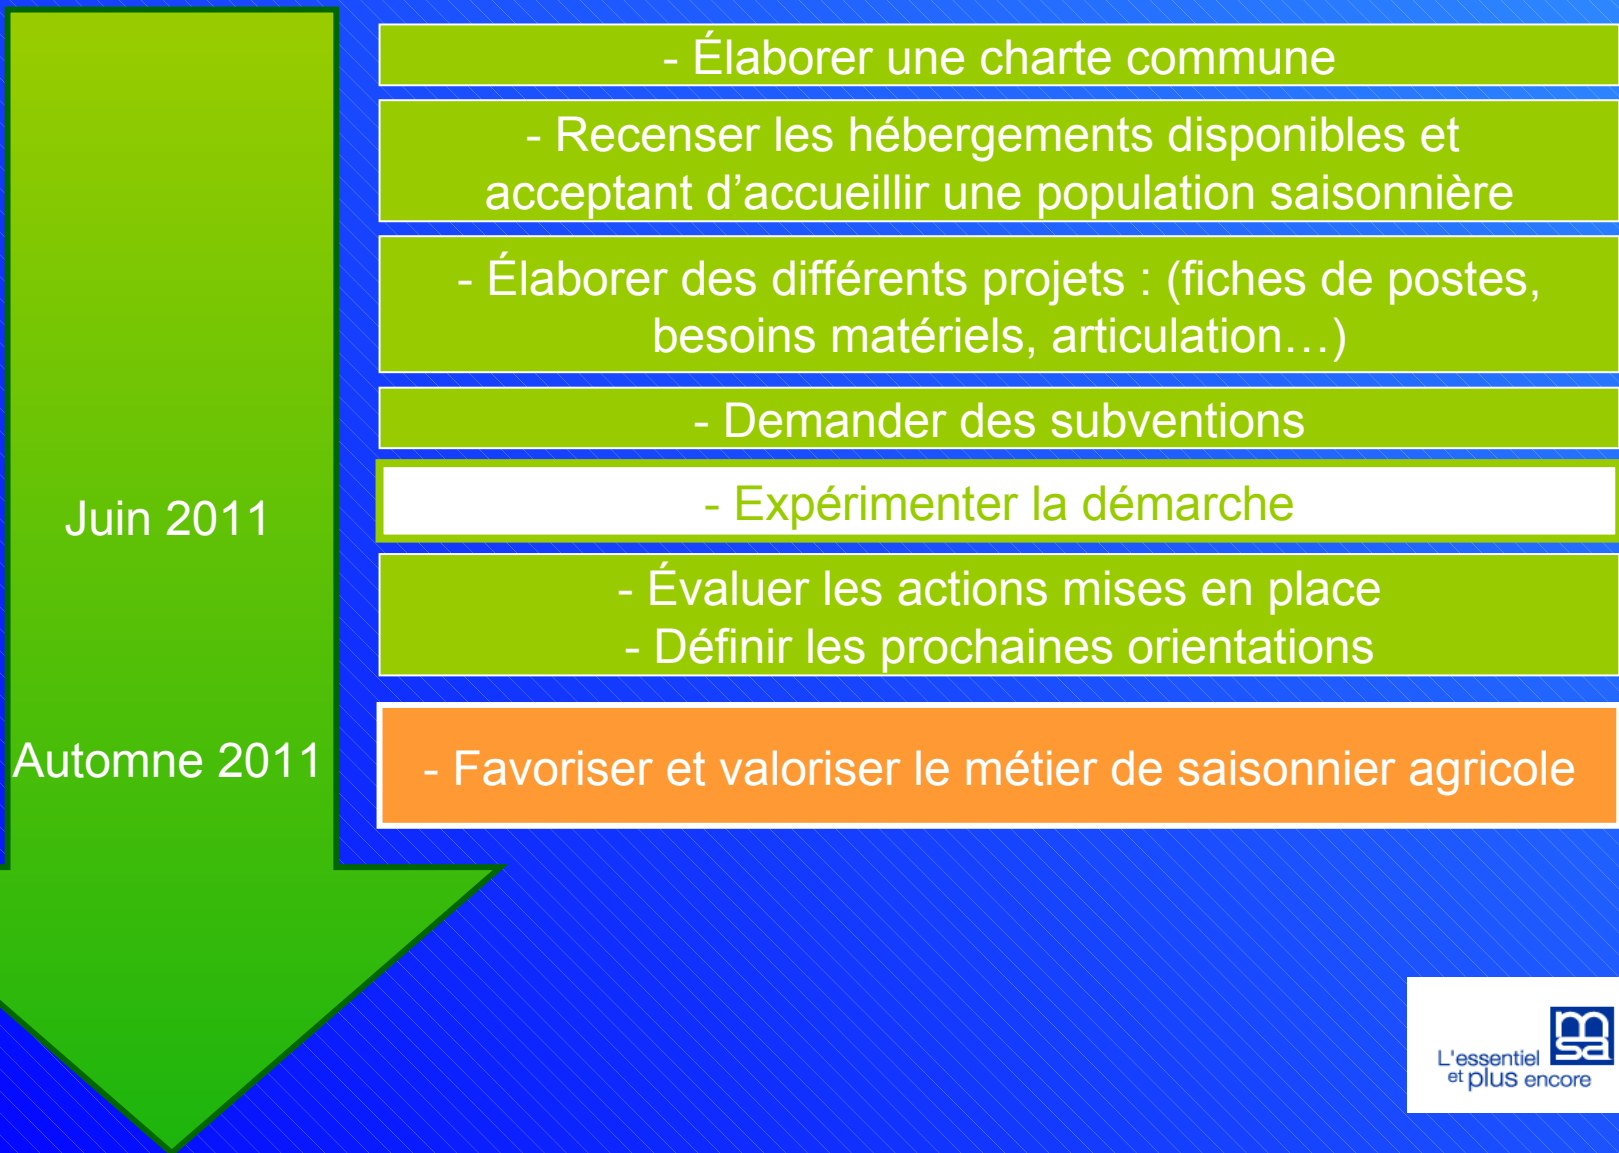 - Élaborer une charte commune
- Recenser les hébergements disponibles et
acceptant d’accueillir une population saisonnière
- Élaborer des différents projets : (fiches de postes,
besoins matériels, articulation…)
- Demander des subventions
Juin 2011
- Expérimenter la démarche
- Évaluer les actions mises en place
- Définir les prochaines orientations
Automne 2011
- Favoriser et valoriser le métier de saisonnier agricole
msa
L'essentiel
et plus encore